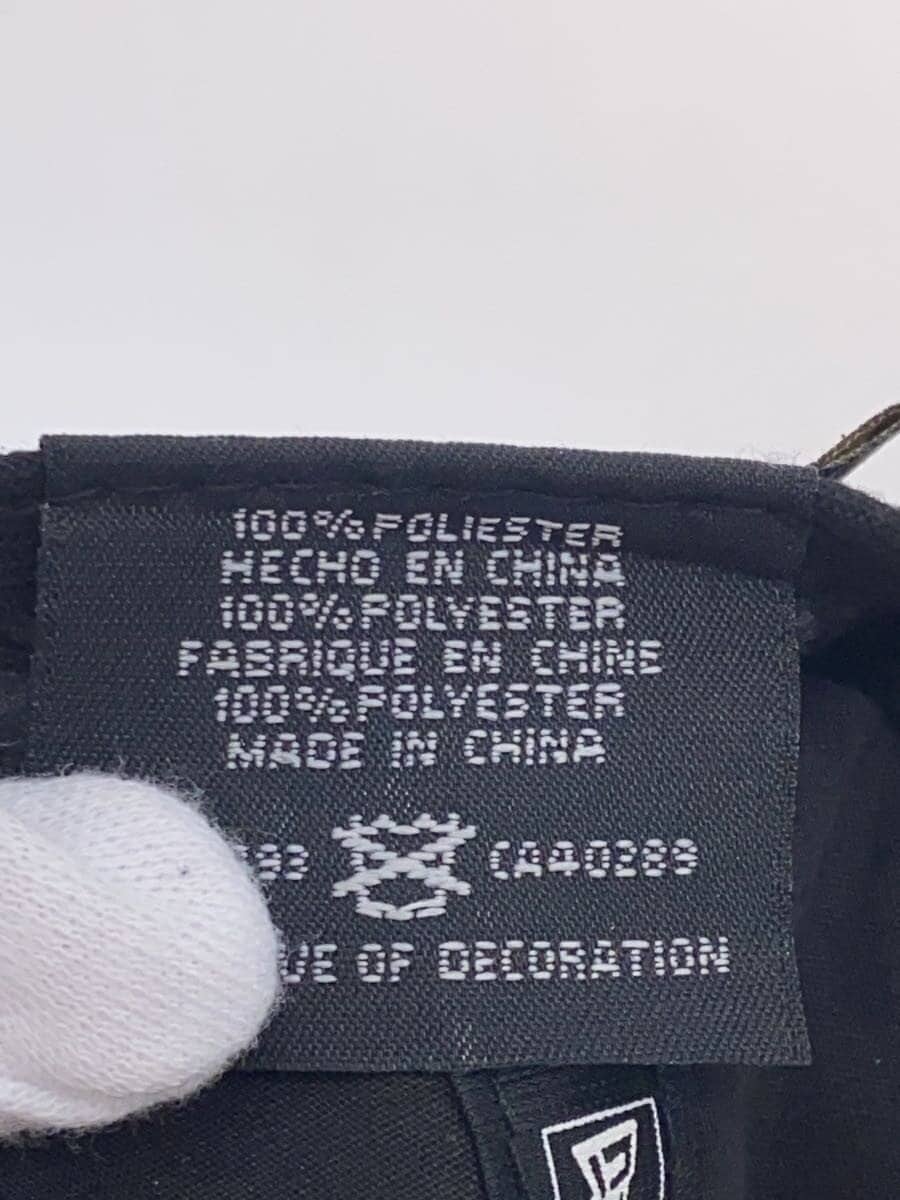 100%POLIESTER
HECHO EN CHINA
100%POLYESTER
FABRIQUE EN CHINE
100%POLYESTER
MADE IN CHINA
CA40289
OF DECORATION